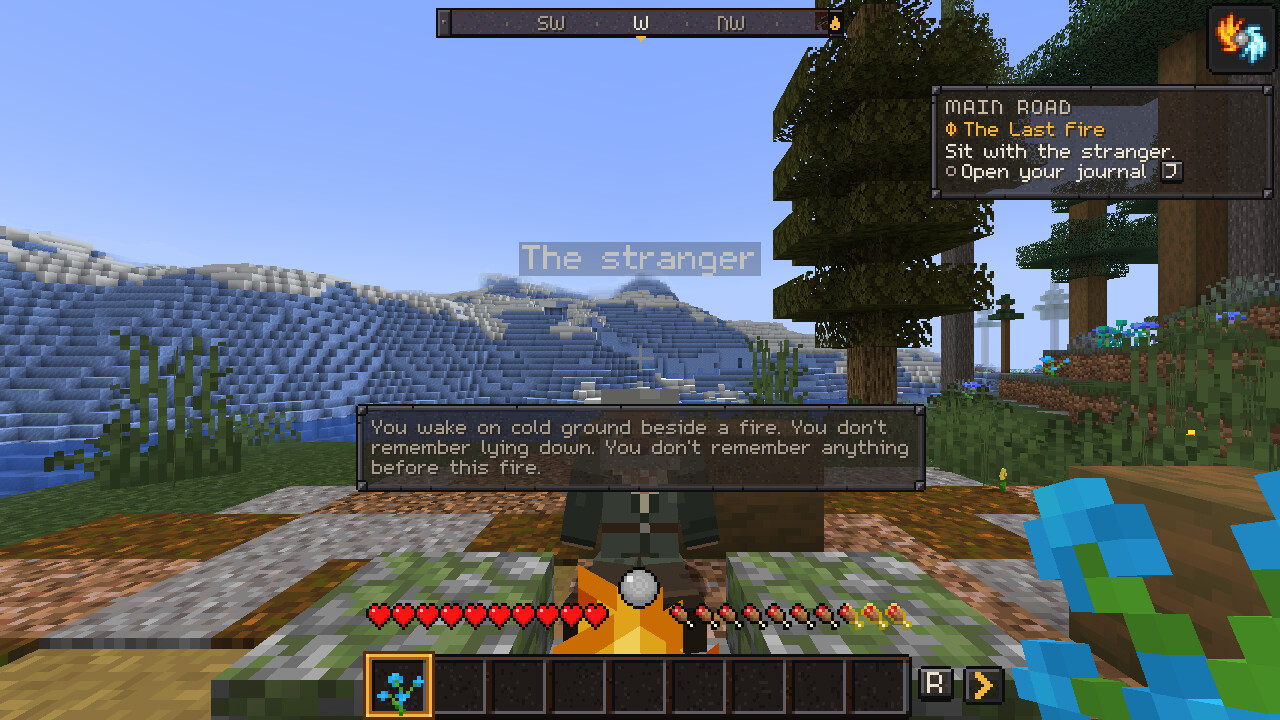 SW W NW
MAIN ROAD
The Last Fire
Sit with the stranger.
Open your journal J
The stranger
You wake on cold ground beside a fire. You don't
remember lying down. You don't remember anything
before this fire.
R